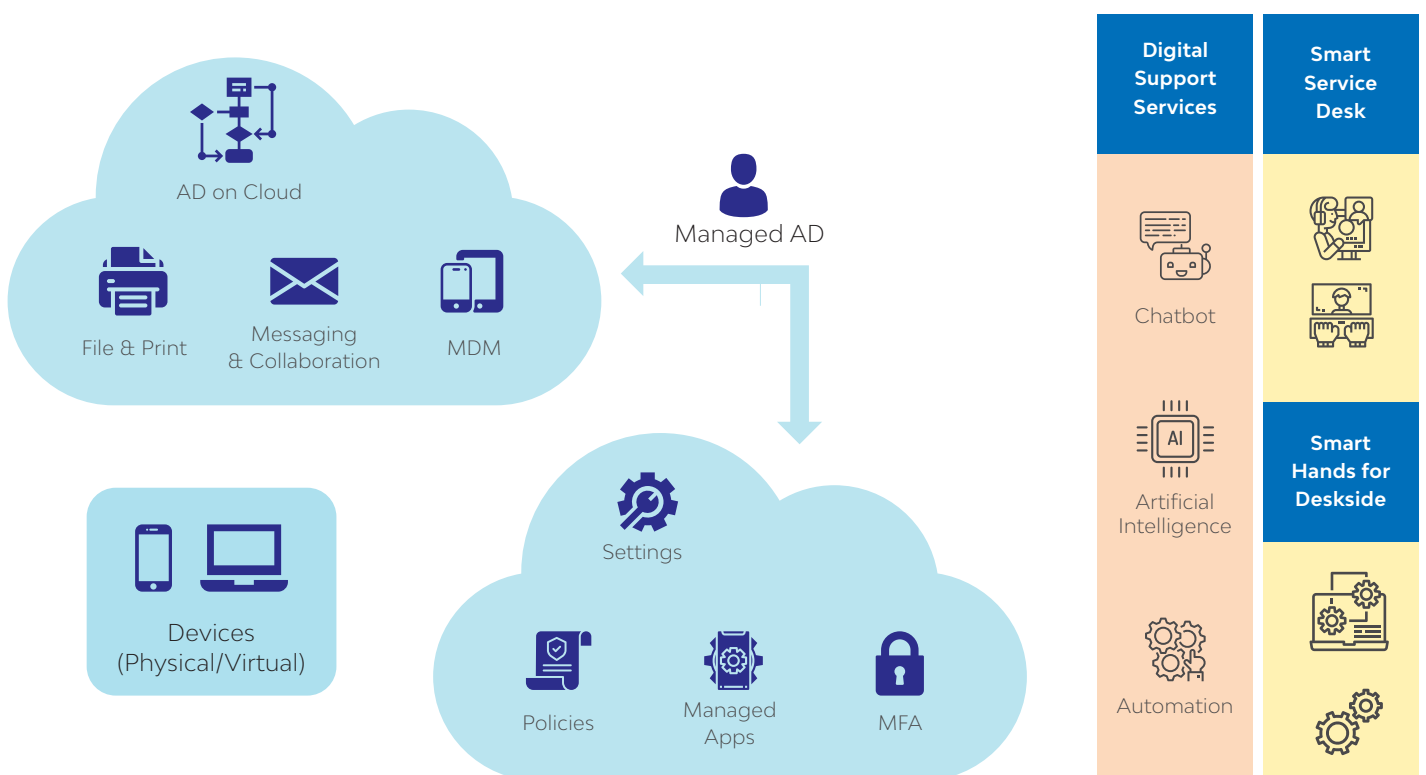 AD on Cloud
File & Print
Messaging
& Collaboration
MDM
Managed AD
Devices
(Physical/Virtual)
Settings
Policies
Managed
Apps
MFA
Digital
Support
Services
Chatbot
AI
Artificial
Intelligence
Automation
Smart
Service
Desk
Smart
Hands for
Deskside